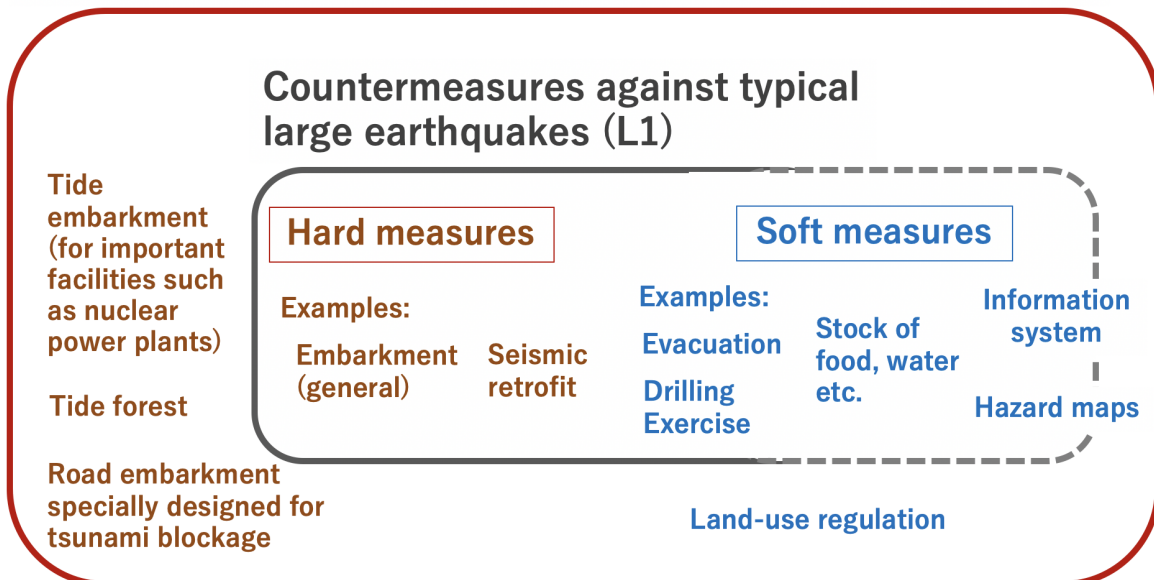 Countermeasures against typical
large earthquakes (L1)
Tide
embarkment
(for important
facilities such
as nuclear
power plants)
Tide forest
Road embarkment
specially designed for
tsunami blockage
Hard measures
Examples:
Embarkment
(general)
Seismic
retrofit
Soft measures
Examples:
Evacuation
Drilling
Exercise
Stock of
food, water
etc.
Information
system
Hazard maps
Land-use regulation